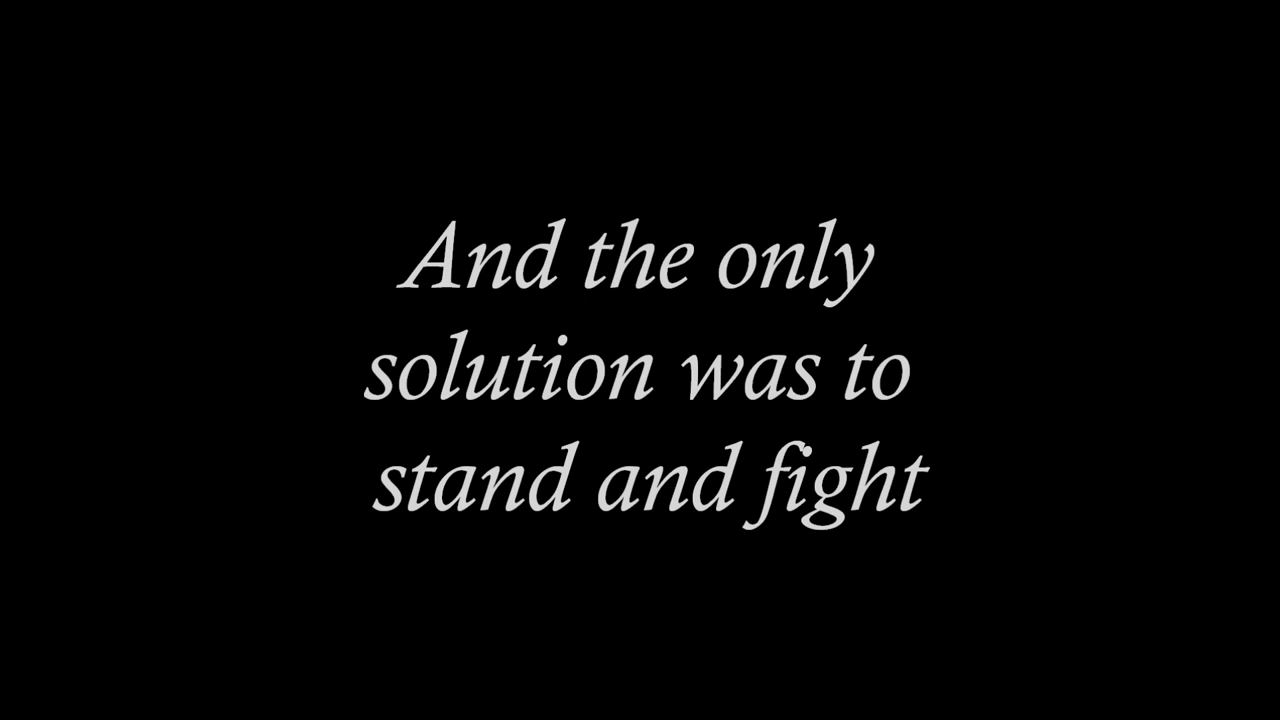 And the only
solution was to
stand and fight